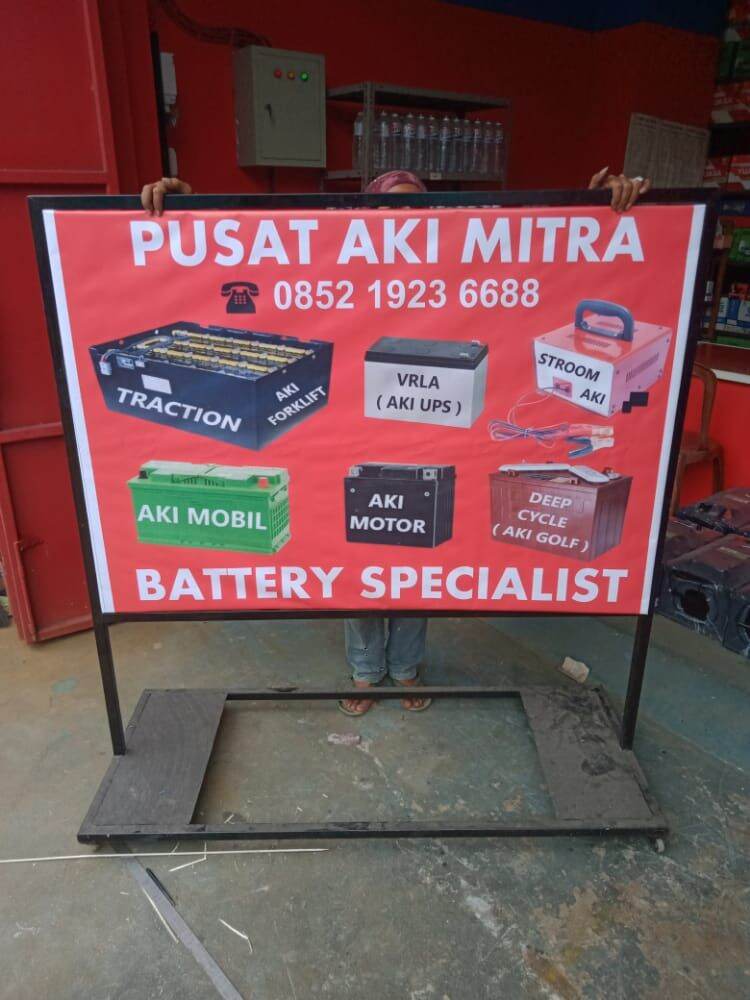 PUSAT AKI MITRA
0852 1923 6688
TRACTION
AKI
FORKLIFT
VRLA
( AKI UPS )
STROOM
AKI
AKI MOBIL
AKI
MOTOR
DEEP
CYCLE
( AKI GOLF )
BATTERY SPECIALIST